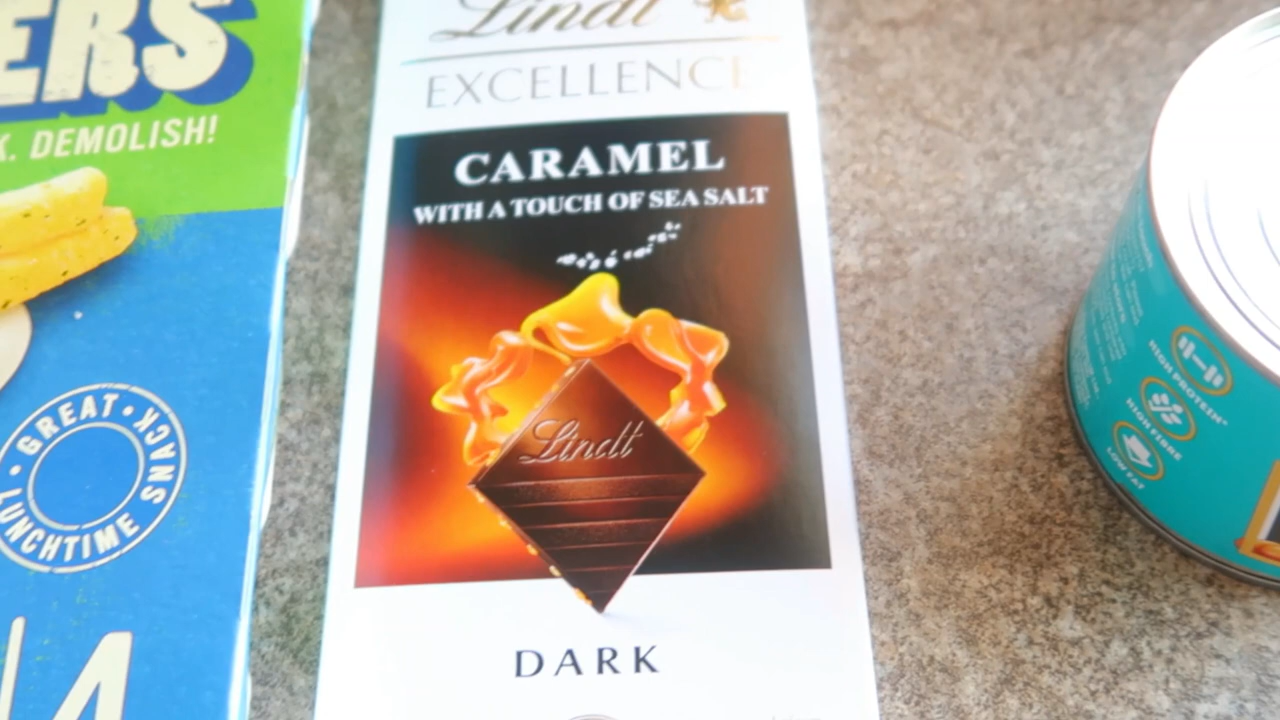 ERS
K. DEMOLISH!
GREAT
LUNCHTIME SNACK
4
Lindt
EXCELLENCE
CARAMEL
WITH A TOUCH OF SEA SALT
Lindt
DARK
HIGH PROTEIN*
HIGH FIBRE
LOW FAT